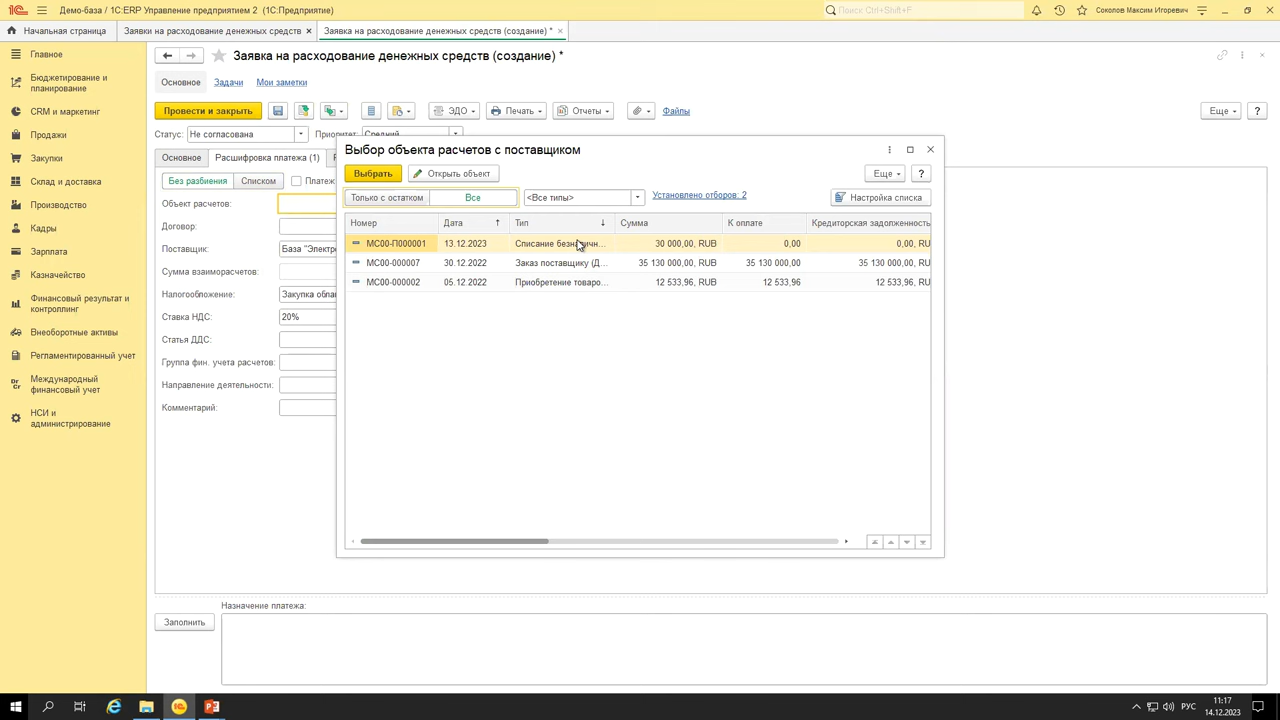 Демо-база / 1С:ERP Управление предприятием 2 (1С:Предприятие)
Поиск Ctrl+Shift+F
Соколов Максим Игоревич
Начальная страница
Заявки на расходование денежных средств
Заявка на расходование денежных средств (создание) *
Главное
Бюджетирование и
планирование
CRM и маркетинг
Продажи
Закупки
Склад и доставка
Производство
Кадры
Зарплата
Казначейство
Финансовый результат и
контроллинг
Внеоборотные активы
Регламентированный учет
Международный
финансовый учет
НСИ и
администрирование
Заявка на расходование денежных средств (создание) *
Основное Задачи Мои заметки
Провести и закрыть ЭДО Печать Отчеты Файлы Еще ?
Статус: Не согласована Приоритет: Средний
Основное Расшифровка платежа (1)
Без разбиения Списком
Объект расчетов:
Договор:
Поставщик: База "Электро
Сумма взаиморасчетов:
Налогообложение: Закупка обла
Ставка НДС: 20%
Статья ДДС:
Группа фин. учета расчетов:
Направление деятельности:
Комментарий:
Выбор объекта расчетов с поставщиком
Выбрать Открыть объект Еще ?
Только с остатком Все <Все типы> Установлено отборов: 2 Настройка списка
Номер Дата Тип Сумма К оплате Кредиторская задолженность
МС00-П000001 13.12.2023 Списание безналичн... 30 000,00, RUB 0,00 0,00, RU
МС00-000007 30.12.2022 Заказ поставщику (Д... 35 130 000,00, RUB 35 130 000,00 35 130 000,00, RU
МС00-000002 05.12.2022 Приобретение товаро... 12 533,96, RUB 12 533,96 12 533,96, RU
Назначение платежа:
Заполнить
РУС
11:17
14.12.2023